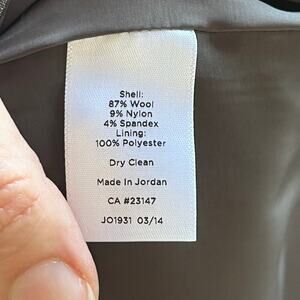 Shell:
87% Wool
9% Nylon
4% Spandex
Lining:
100% Polyester
Dry Clean
Made in Jordan
CA #23147
JO1931 03/14